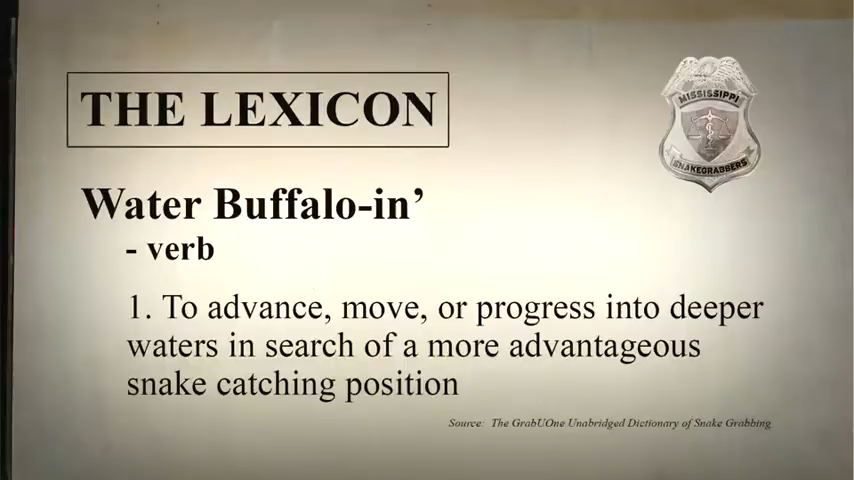 THE LEXICON
MISSISSIPPI
SNAKEGRABBERS
Water Buffalo-in’
- verb
1. To advance, move, or progress into deeper
waters in search of a more advantageous
snake catching position
Source: The GrabUOne Unabridged Dictionary of Snake Grabbing